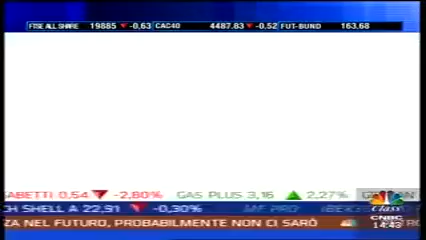 FTSE ALL SHARE 19885 -0,63 CAC40 4487.83 -0,52 FUT-BUND 163.68
GABETTI 0,54 -2,80% GAS PLUS 3,16 2,27%
CH SHELL A 22,91 -0,30%
ZA NEL FUTURO, PROBABILMENTE NON CI SARÒ
Class
CNBC
14:43